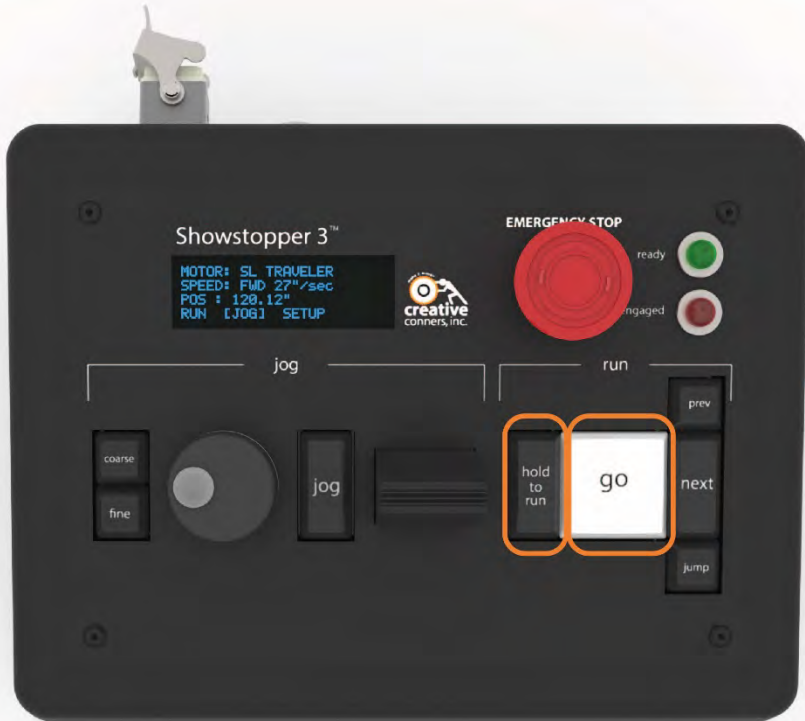 Showstopper 3™
EMERGENCY STOP
ready
MOTOR: SL TRAVELER
SPEED: FWD 27"/sec
POS : 120.12"
RUN [JOG] SETUP
creative
conners, inc.
ngaged
jog
run
prev
coarse
fine
jog
hold
to
run
go
next
jump